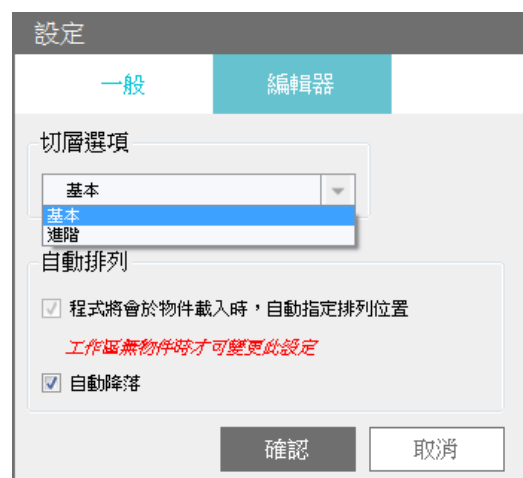 設定
一般
編輯器
切層選項
基本
基本
進階
自動排列
程式將會於物件載入時，自動指定排列位置
工作區無物件時才可變更此設定
自動降落
確認
取消